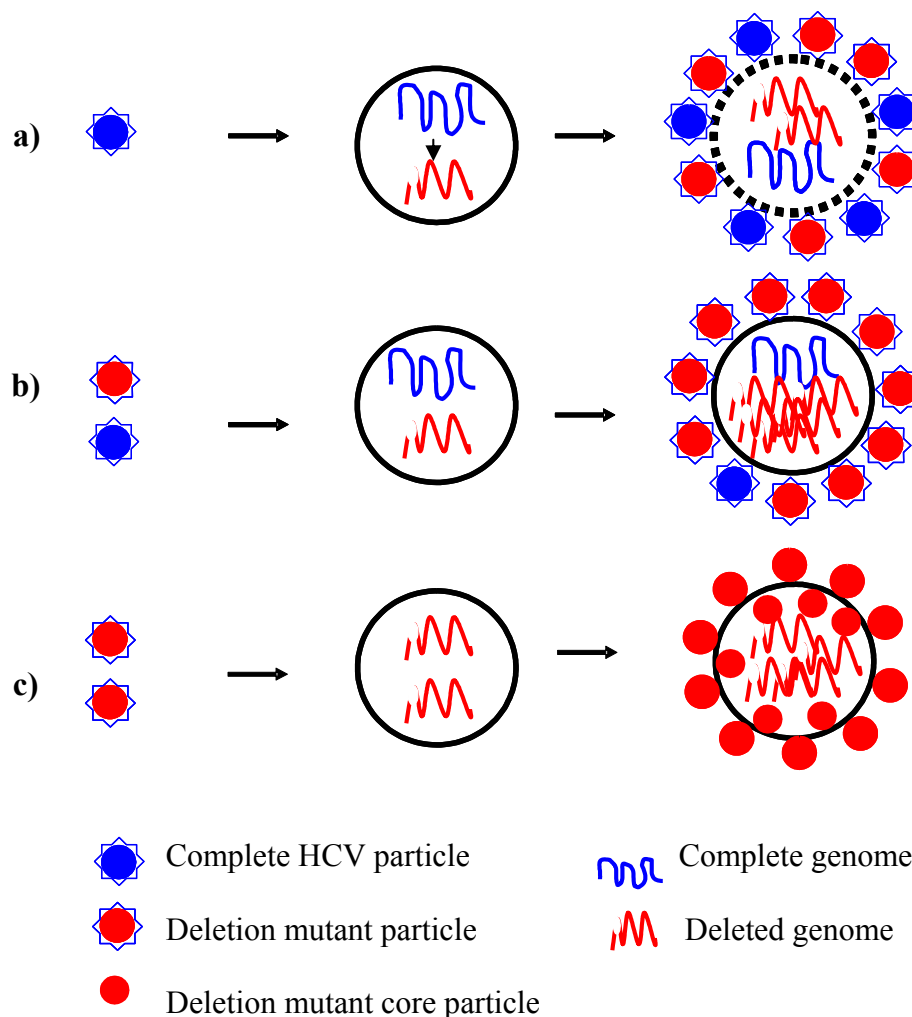 a)
b)
c)
Complete HCV particle
Complete genome
Deletion mutant particle
Deleted genome
Deletion mutant core particle